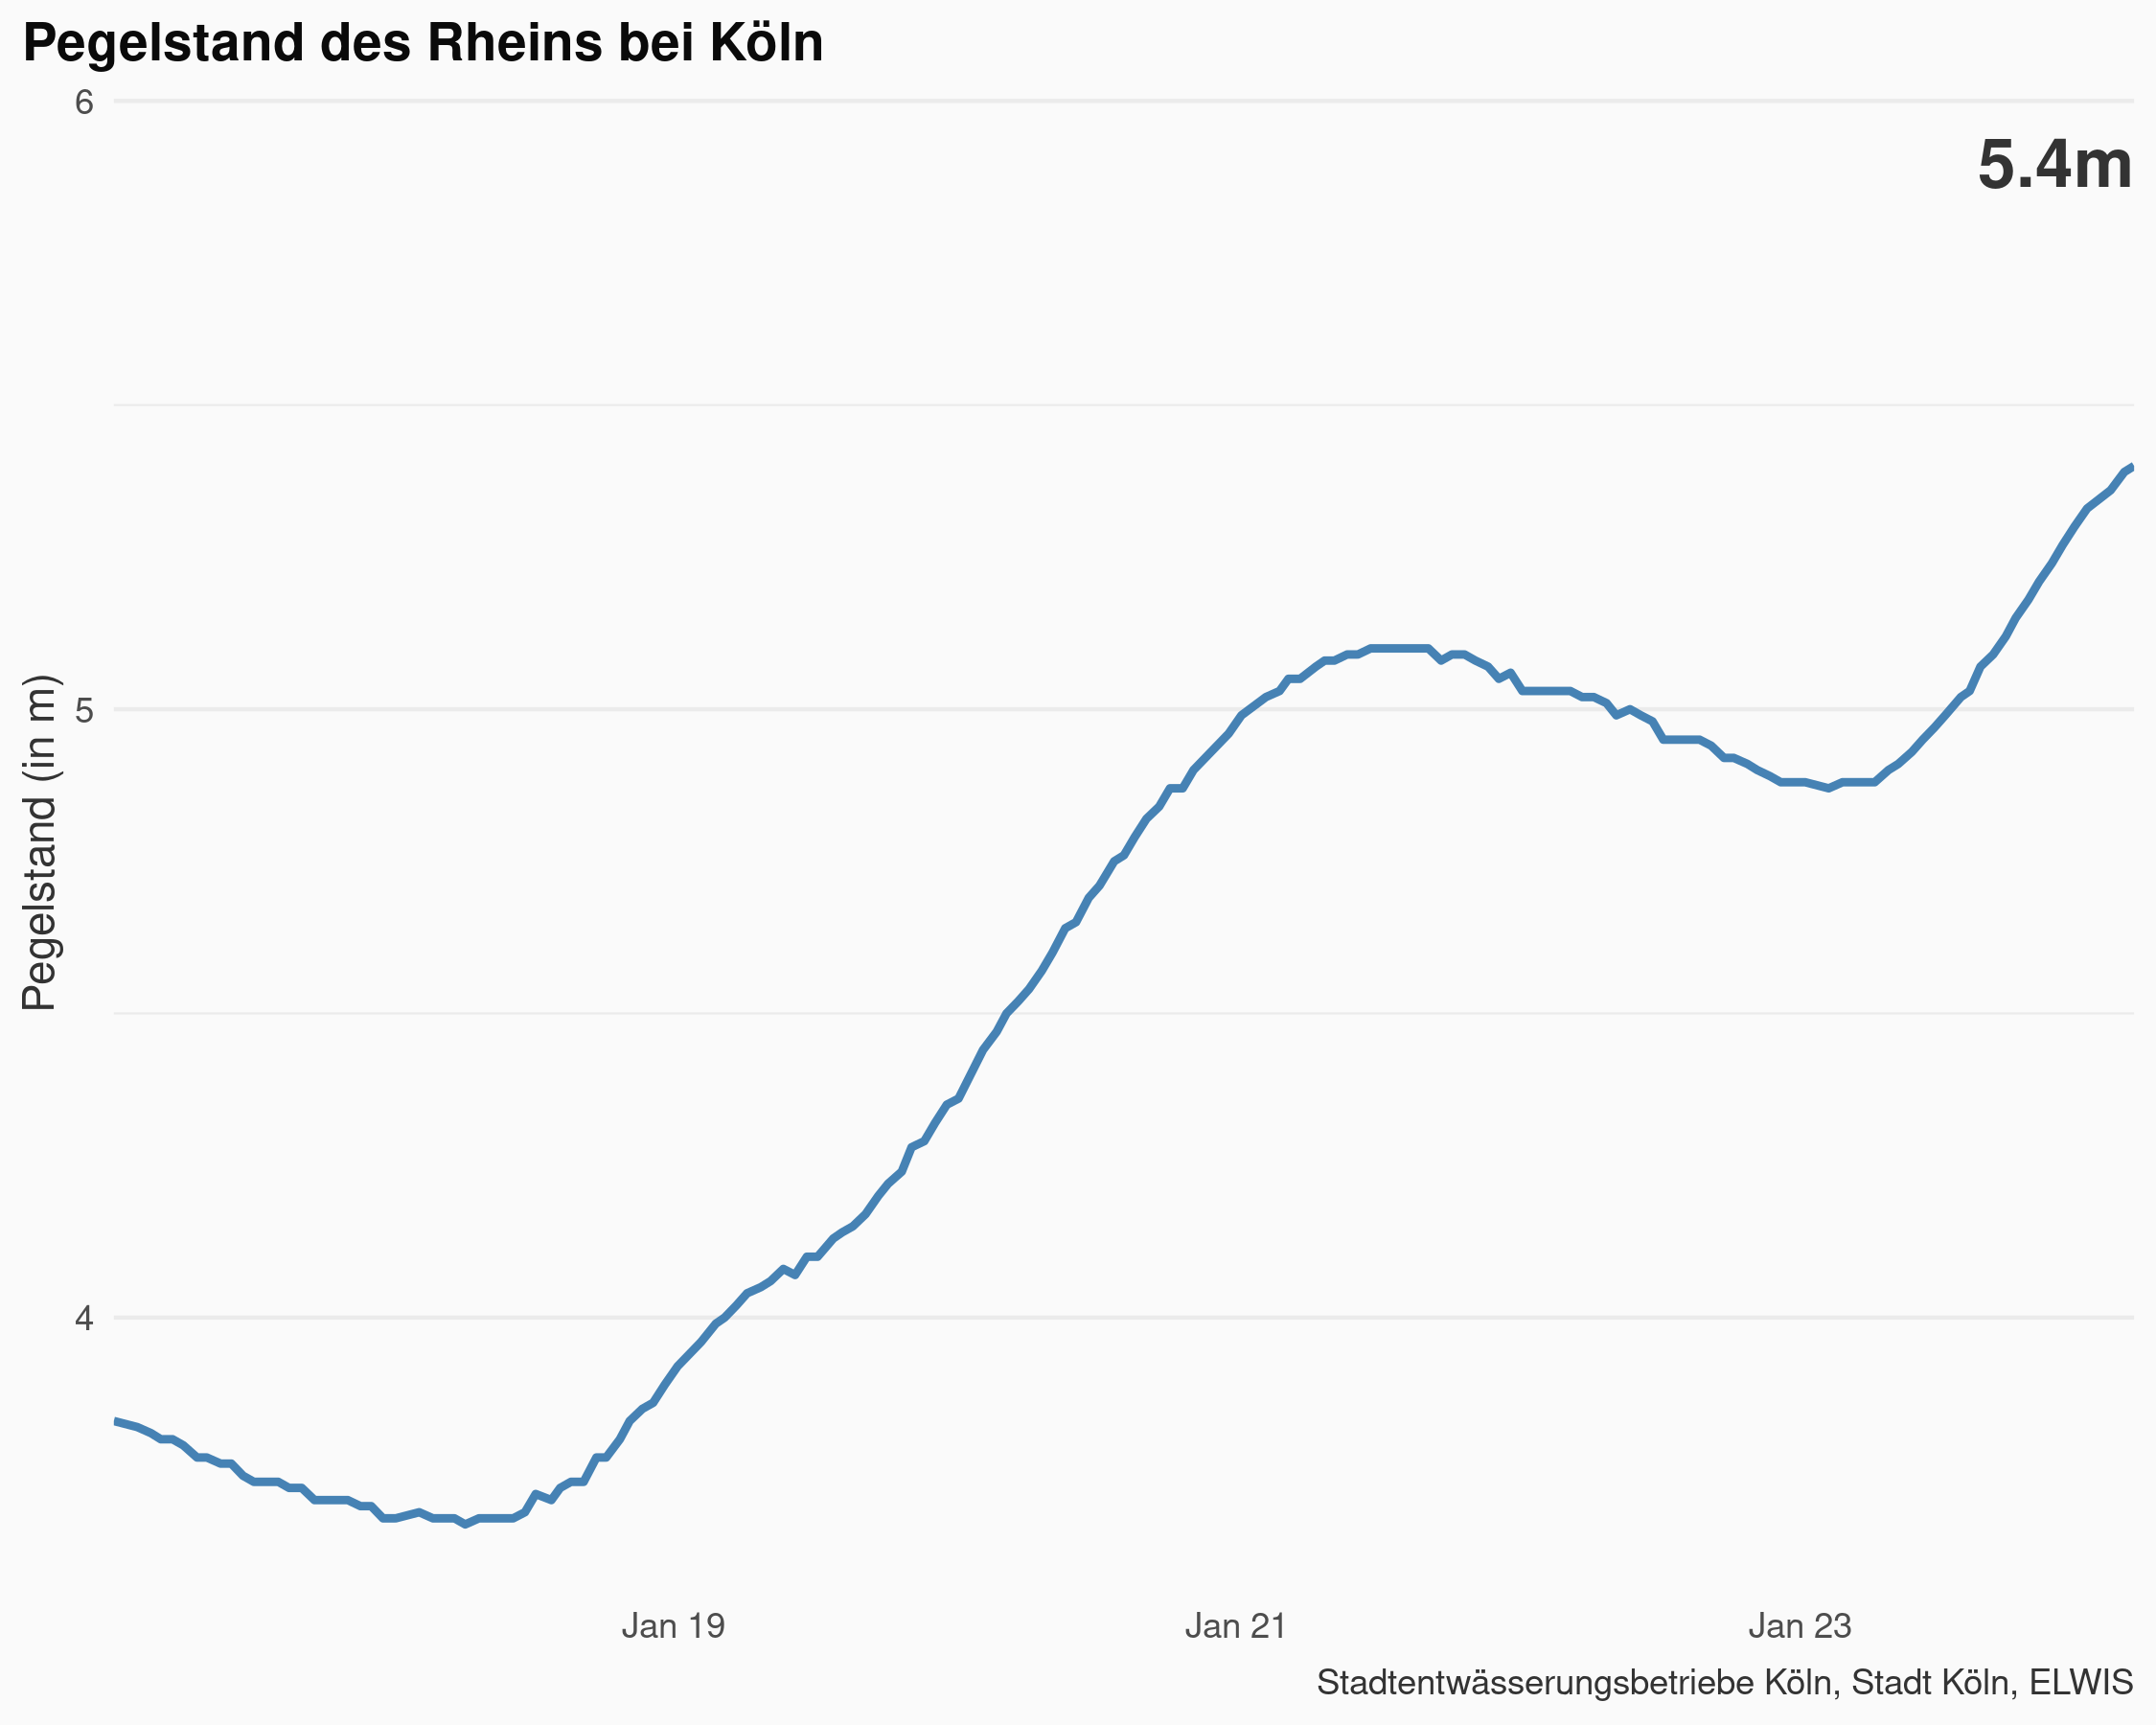 Pegelstand des Rheins bei Köln
6
5.4m
5
4
Pegelstand (in m)
Jan 19
Jan 21
Jan 23
Stadtentwässerungsbetriebe Köln, Stadt Köln, ELWIS